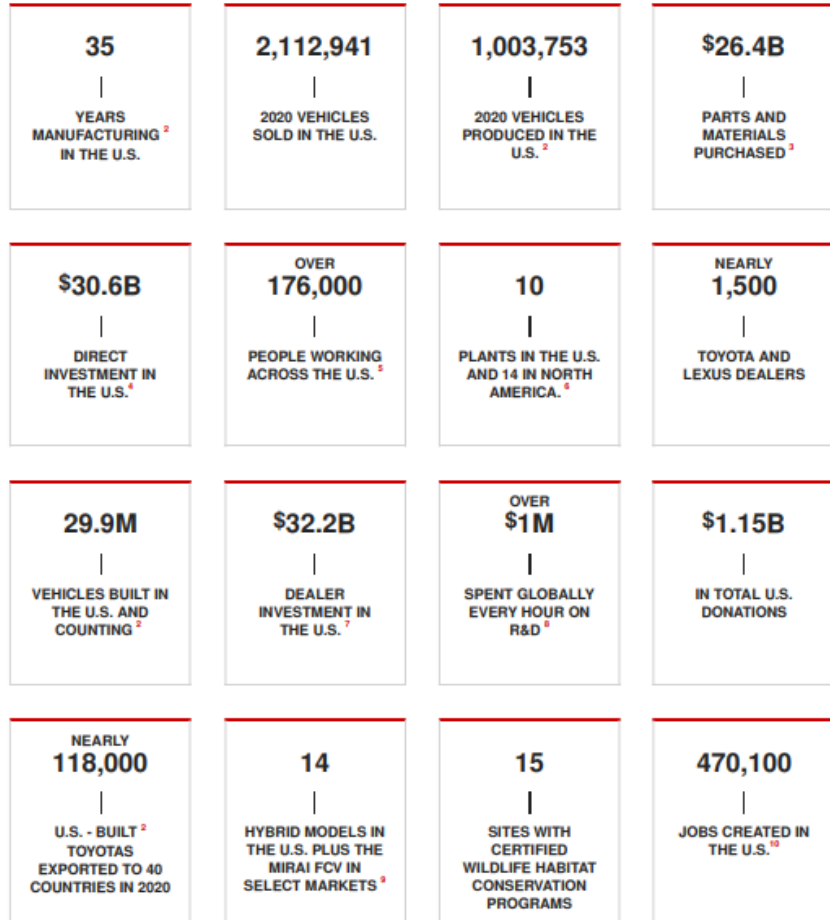 35
|
YEARS
MANUFACTURING 2
IN THE U.S.
2,112,941
|
2020 VEHICLES
SOLD IN THE U.S.
1,003,753
|
2020 VEHICLES
PRODUCED IN THE
U.S. 2
$26.4B
|
PARTS AND
MATERIALS
PURCHASED 3
$30.6B
|
DIRECT
INVESTMENT IN
THE U.S.4
OVER
176,000
|
PEOPLE WORKING
ACROSS THE U.S. 5
10
|
PLANTS IN THE U.S.
AND 14 IN NORTH
AMERICA. 6
NEARLY
1,500
|
TOYOTA AND
LEXUS DEALERS
29.9M
|
VEHICLES BUILT IN
THE U.S. AND
COUNTING 2
$32.2B
|
DEALER
INVESTMENT IN
THE U.S. 7
OVER
$1M
|
SPENT GLOBALLY
EVERY HOUR ON
R&D 8
$1.15B
|
IN TOTAL U.S.
DONATIONS
NEARLY
118,000
|
U.S. - BUILT 2
TOYOTAS
EXPORTED TO 40
COUNTRIES IN 2020
14
|
HYBRID MODELS IN
THE U.S. PLUS THE
MIRAI FCV IN
SELECT MARKETS 9
15
|
SITES WITH
CERTIFIED
WILDLIFE HABITAT
CONSERVATION
PROGRAMS
470,100
|
JOBS CREATED IN
THE U.S.10